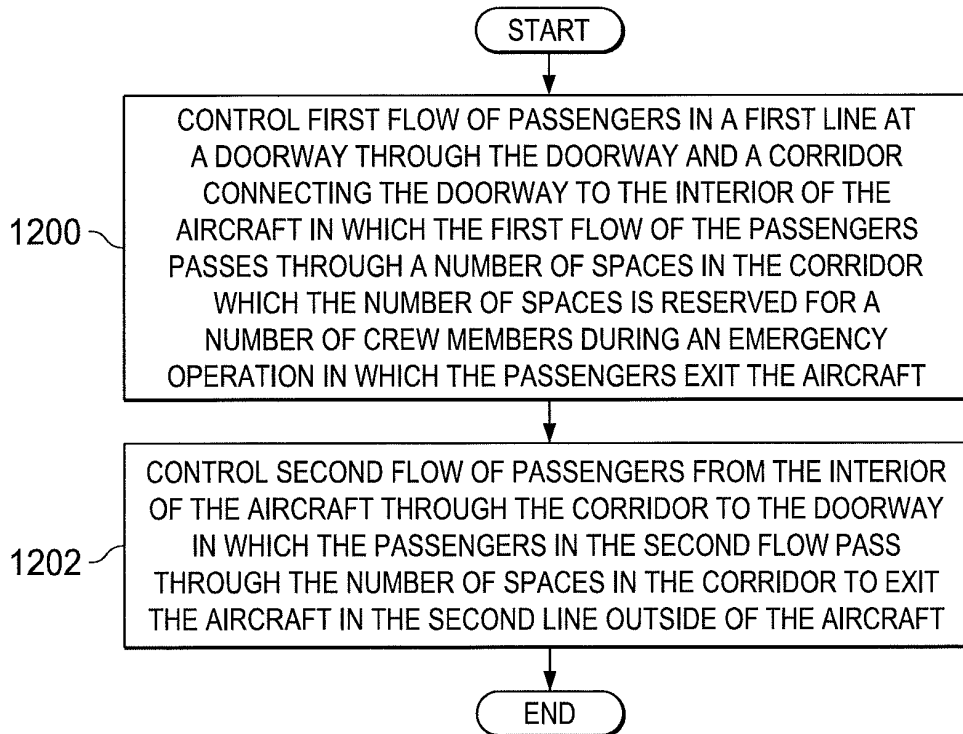 START
CONTROL FIRST FLOW OF PASSENGERS IN A FIRST LINE AT
A DOORWAY THROUGH THE DOORWAY AND A CORRIDOR
CONNECTING THE DOORWAY TO THE INTERIOR OF THE
AIRCRAFT IN WHICH THE FIRST FLOW OF THE PASSENGERS
PASSES THROUGH A NUMBER OF SPACES IN THE CORRIDOR
WHICH THE NUMBER OF SPACES IS RESERVED FOR A
NUMBER OF CREW MEMBERS DURING AN EMERGENCY
OPERATION IN WHICH THE PASSENGERS EXIT THE AIRCRAFT
1200
CONTROL SECOND FLOW OF PASSENGERS FROM THE INTERIOR
OF THE AIRCRAFT THROUGH THE CORRIDOR TO THE DOORWAY
IN WHICH THE PASSENGERS IN THE SECOND FLOW PASS
THROUGH THE NUMBER OF SPACES IN THE CORRIDOR TO EXIT
THE AIRCRAFT IN THE SECOND LINE OUTSIDE OF THE AIRCRAFT
1202
END